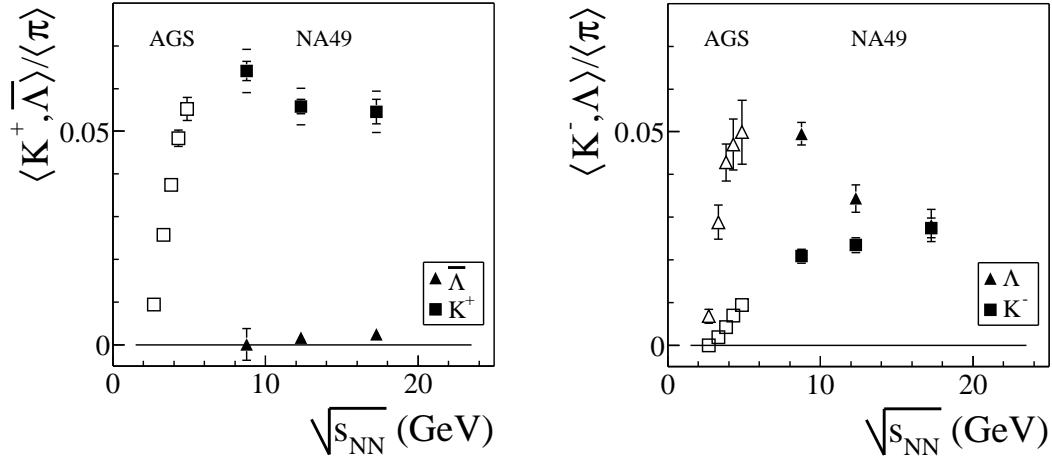 ⟨K⁺,Λ̅⟩/⟨π⟩
AGS NA49
0.05
0
Λ̅
K⁺
0 10 20
√s_NN (GeV)
⟨K⁻,Λ⟩/⟨π⟩
AGS NA49
0.05
0
Λ
K⁻
0 10 20
√s_NN (GeV)